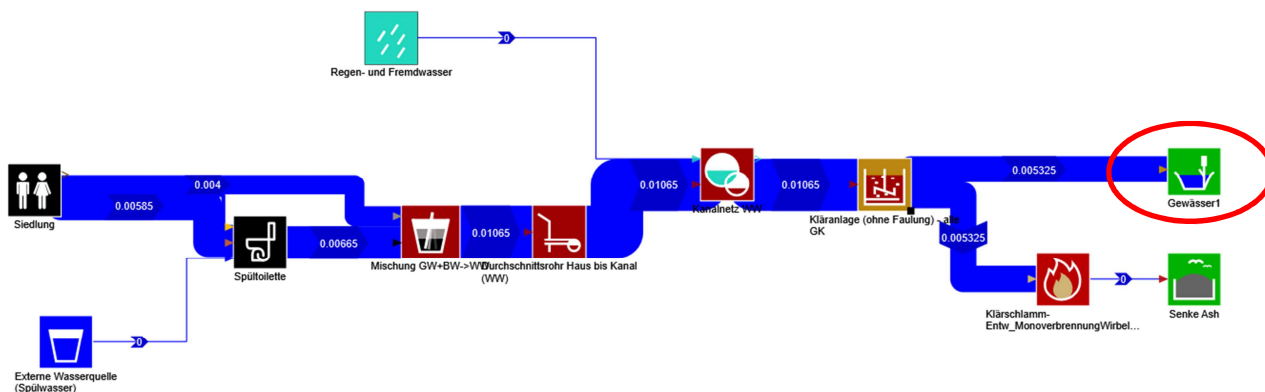 0
Regen- und Fremdwasser
0.004
0.00585
Siedlung
0.00665
Spültoilette
0.01065
Mischung GW+BW->WW
Durchschnittsrohr Haus bis Kanal
(WW)
0.01065
Kanalnetz WW
0.01065
Kläranlage (ohne Faulung) - alle
GK
0.005325
Gewässer1
0.005325
0
Klärschlamm-
Entw_MonoverbrennungWirbel...
Senke Ash
0
Externe Wasserquelle
(Spülwasser)